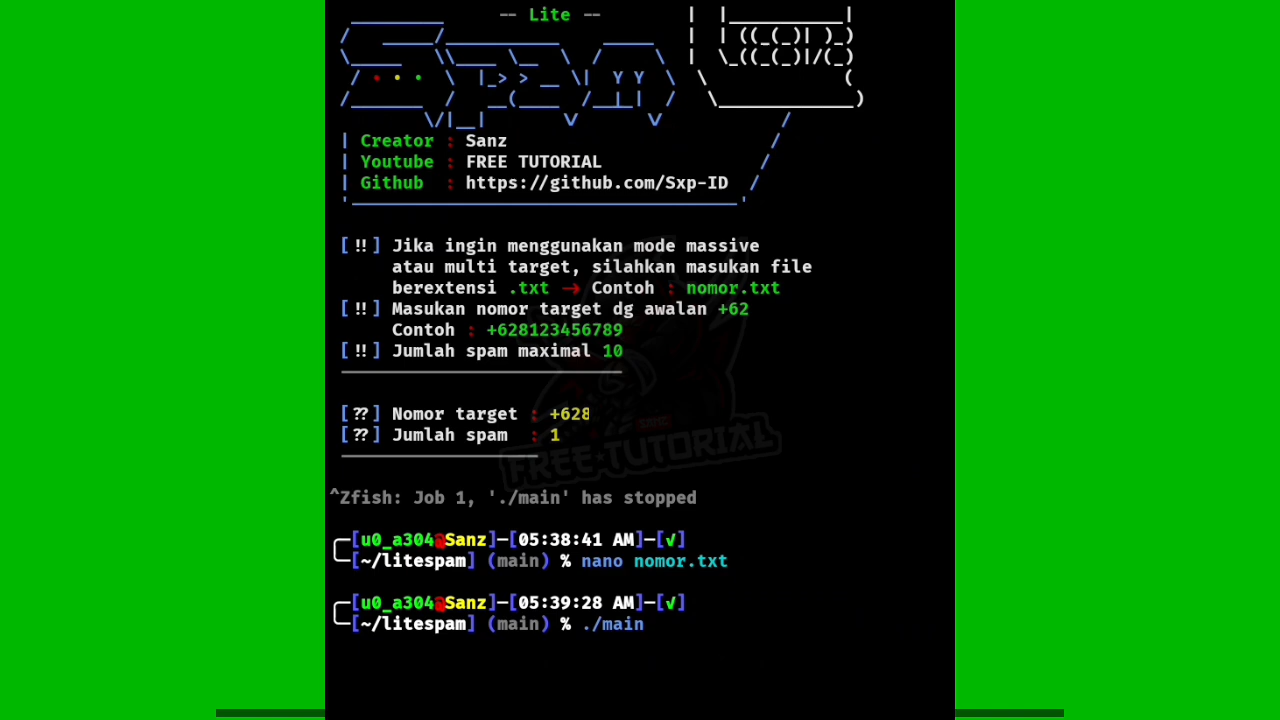 -- Lite --
Spam
Creator : Sanz
Youtube : FREE TUTORIAL
Github : https://github.com/Sxp-ID
[!!] Jika ingin menggunakan mode massive
atau multi target, silahkan masukan file
berextensi .txt → Contoh : nomor.txt
[!!] Masukan nomor target dg awalan +62
Contoh : +628123456789
[!!] Jumlah spam maximal 10
[??] Nomor target : +628
[??] Jumlah spam : 1
FREE TUTORIAL
^Zfish: Job 1, './main' has stopped
[u0_a304@Sanz]-[05:38:41 AM]-[√]
[~/litespam] (main) % nano nomor.txt
[u0_a304@Sanz]-[05:39:28 AM]-[√]
[~/litespam] (main) % ./main